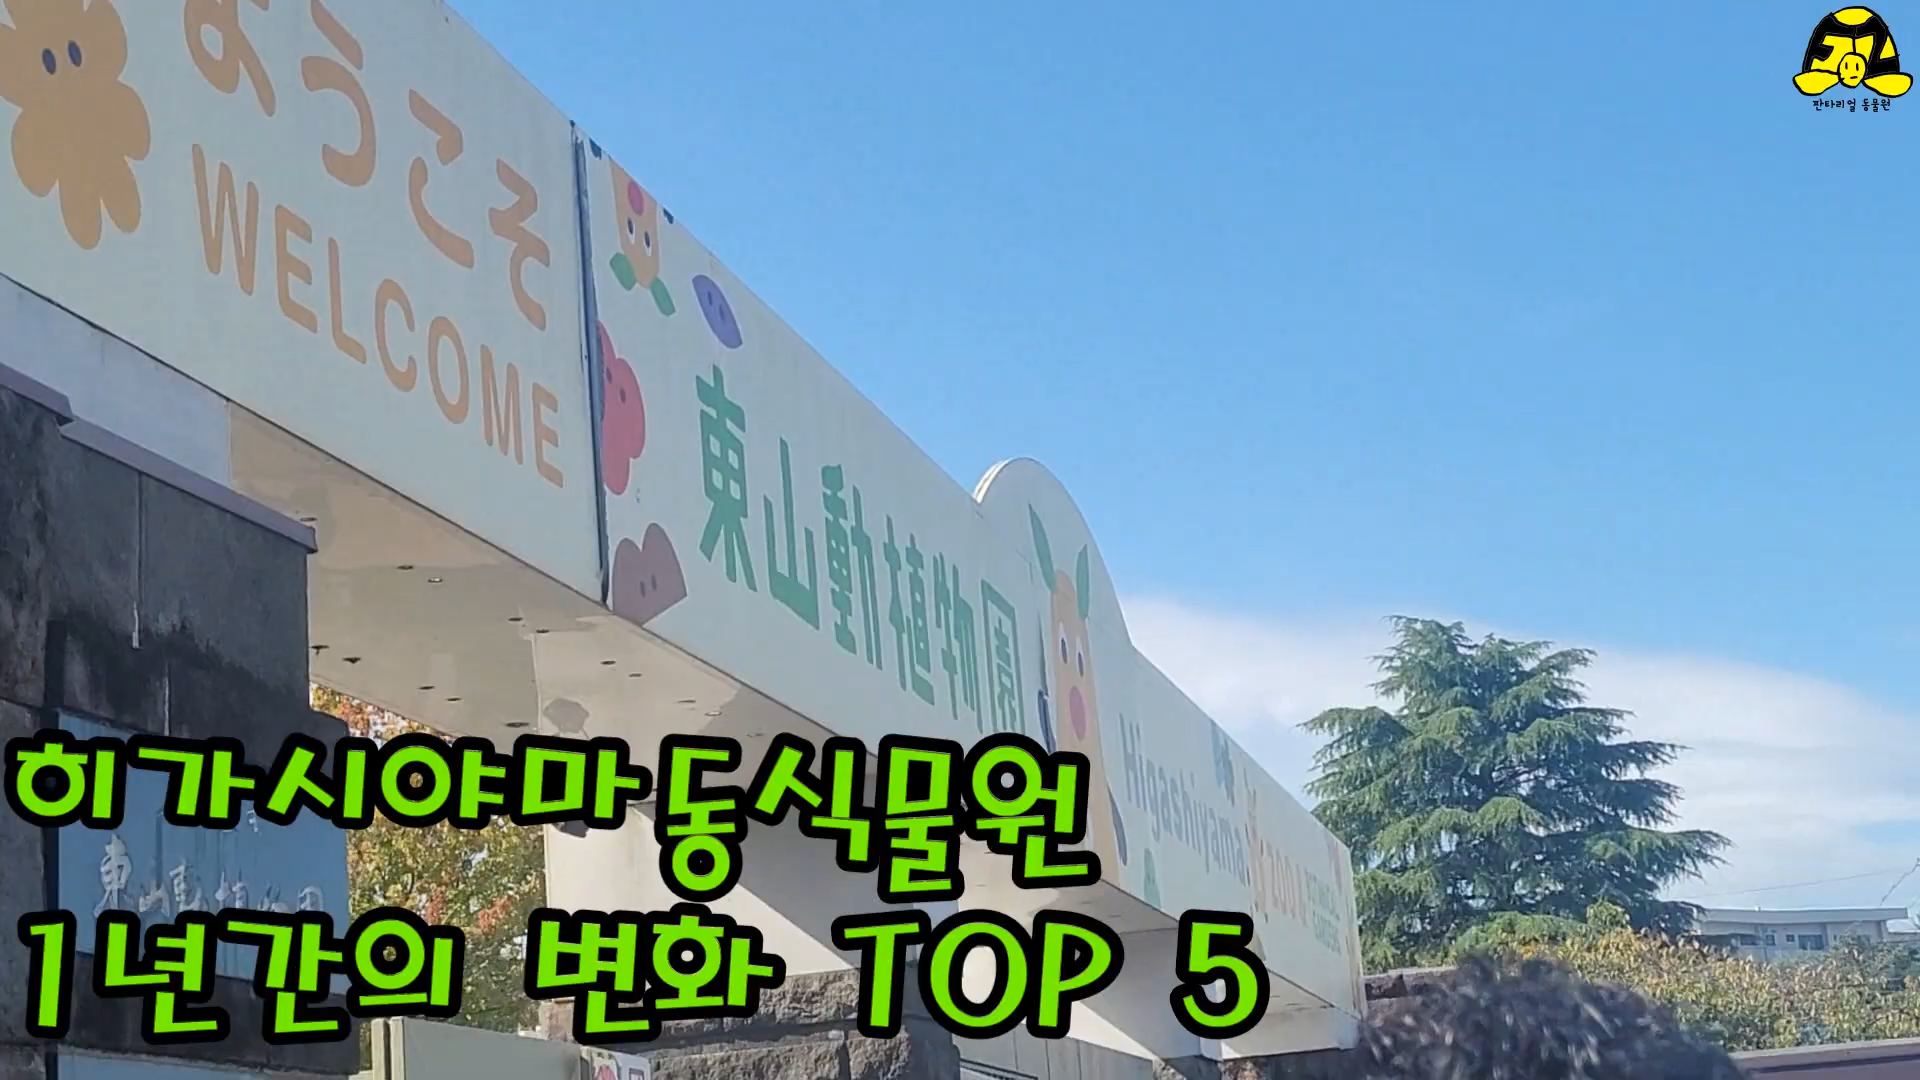 ようこそ
WELCOME
東山動植物園
Higashiyama
판타리얼 동물원
히가시야마동식물원
1년간의 변화 TOP 5